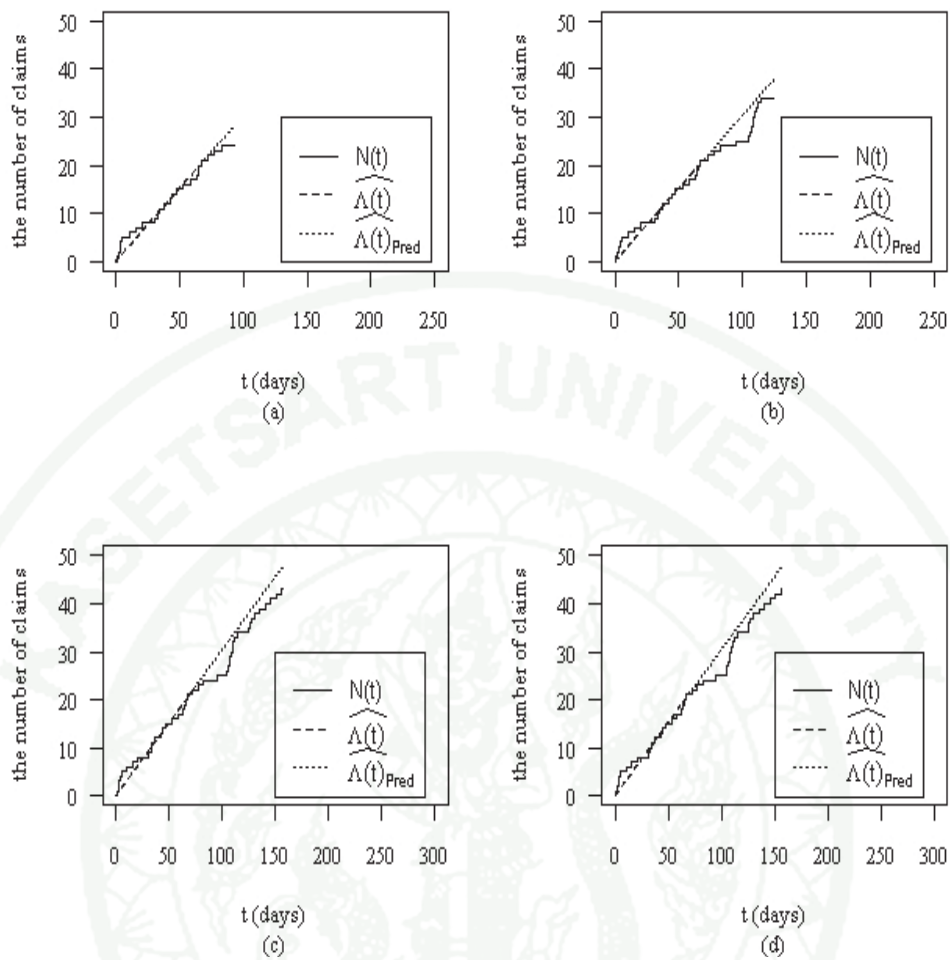 the number of claims
50
40
30
20
10
0
N(t)
Λ(t)
Λ(t)Pred
0 50 100 150 200 250
t (days)
(a)
the number of claims
50
40
30
20
10
0
N(t)
Λ(t)
Λ(t)Pred
0 50 100 150 200 250
t (days)
(b)
KASETSART UNIVERSITY
the number of claims
50
40
30
20
10
0
N(t)
Λ(t)
Λ(t)Pred
0 50 100 150 200 250 300
t (days)
(c)
the number of claims
50
40
30
20
10
0
N(t)
Λ(t)
Λ(t)Pred
0 50 100 150 200 250 300
t (days)
(d)